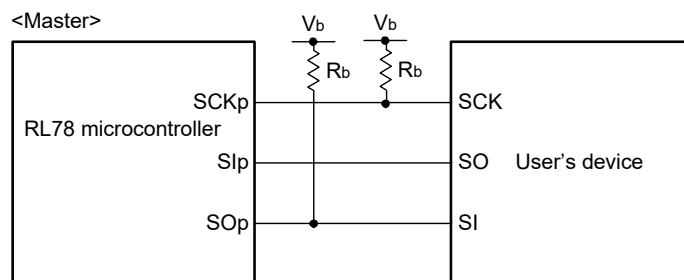 <Master>
Vb
Vb
Rb
Rb
SCKp
SCK
RL78 microcontroller
SIp
SO
User's device
SOp
SI